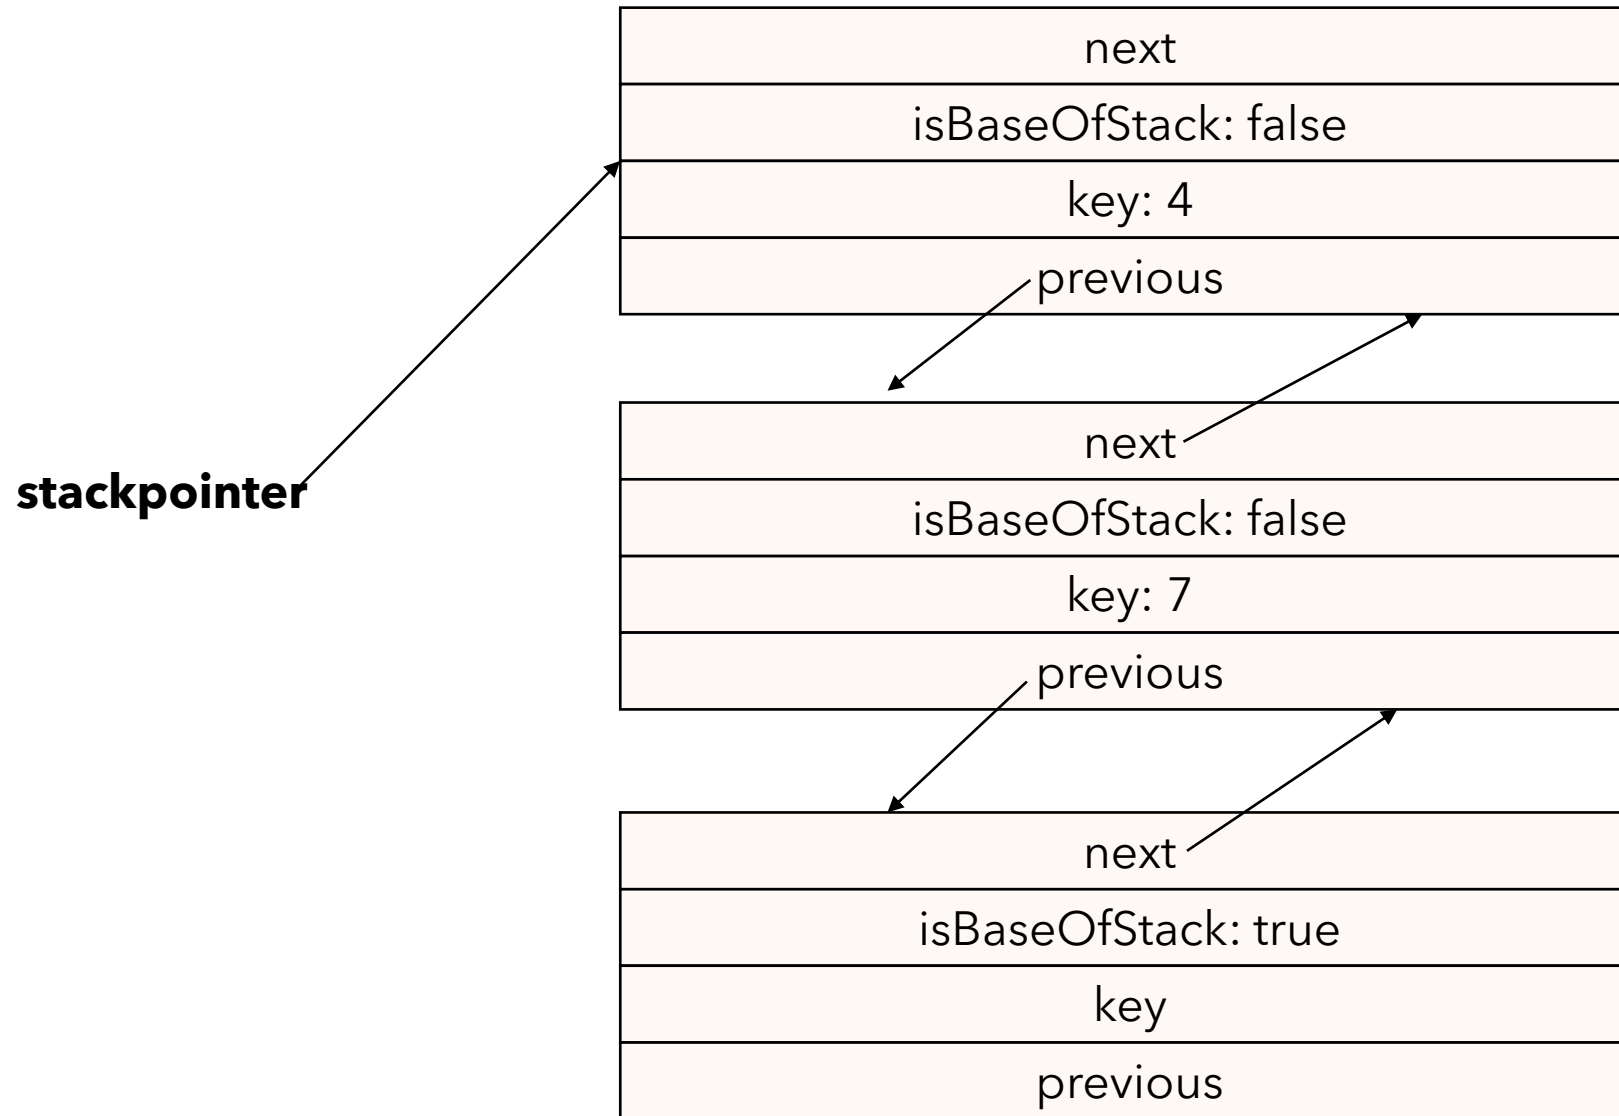 next
isBaseOfStack: false
key: 4
previous
next
stackpointer
isBaseOfStack: false
key: 7
previous
next
isBaseOfStack: true
key
previous